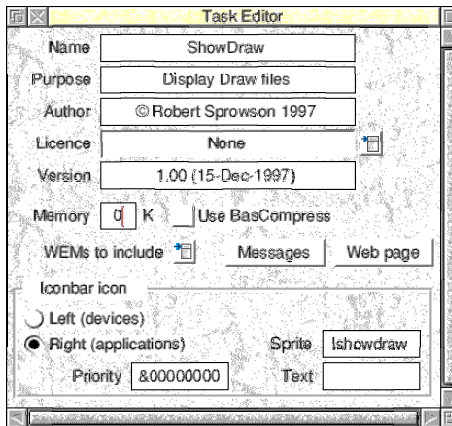 Task Editor
Name ShowDraw
Purpose Display Draw files
Author © Robert Sprowson 1997
Licence None
Version 1.00 (15-Dec-1997)
Memory 0 K Use BasCompress
WEMs to include Messages Web page
Iconbar icon
Left (devices)
Right (applications) Sprite !showdraw
Priority &00000000 Text